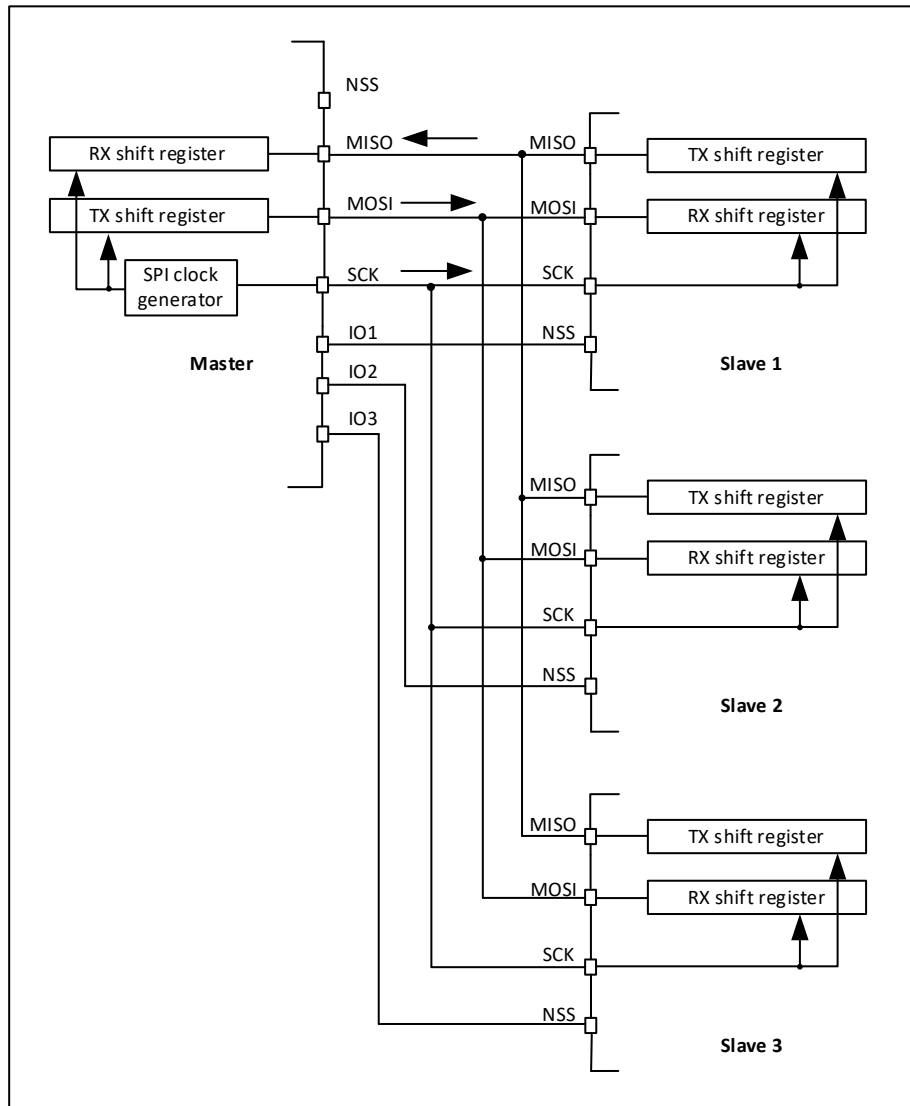 NSS
RX shift register
MISO
MISO
TX shift register
TX shift register
MOSI
MOSI
RX shift register
SPI clock
generator
SCK
SCK
IO1
NSS
Master
Slave 1
IO2
IO3
MISO
TX shift register
MOSI
RX shift register
SCK
NSS
Slave 2
MISO
TX shift register
MOSI
RX shift register
SCK
NSS
Slave 3